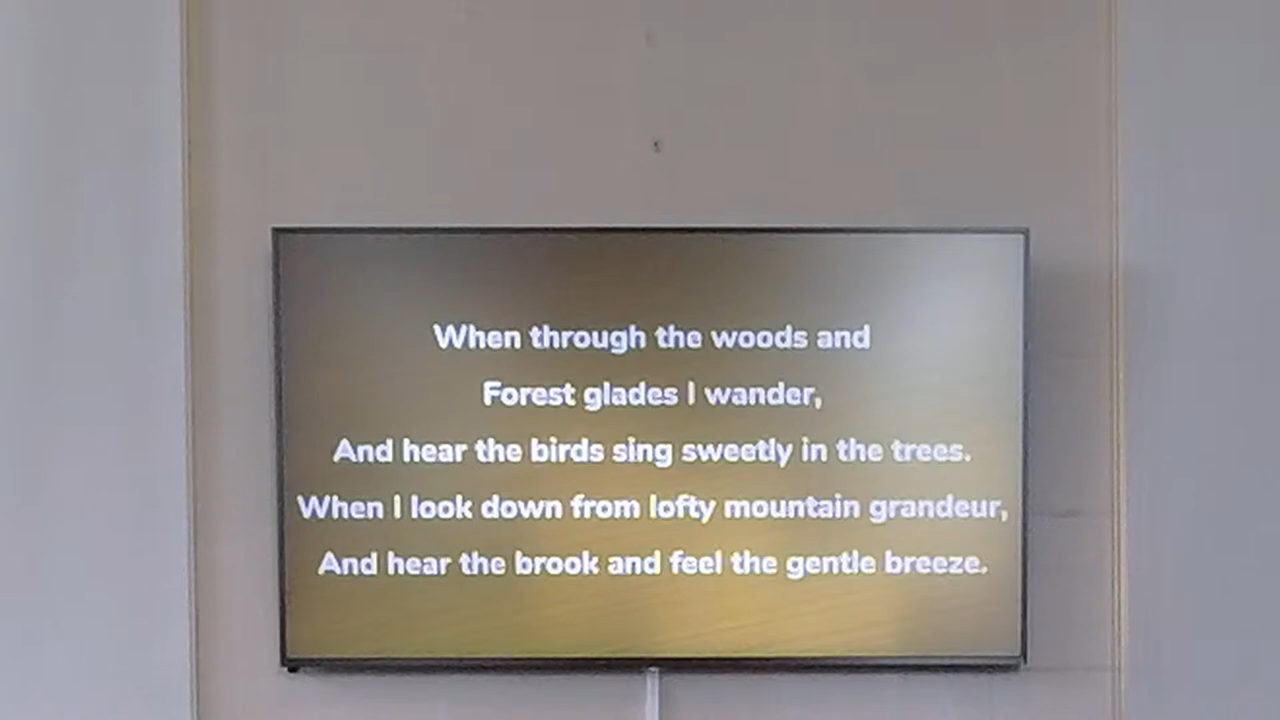 When through the woods and
Forest glades I wander,
And hear the birds sing sweetly in the trees.
When I look down from lofty mountain grandeur,
And hear the brook and feel the gentle breeze.